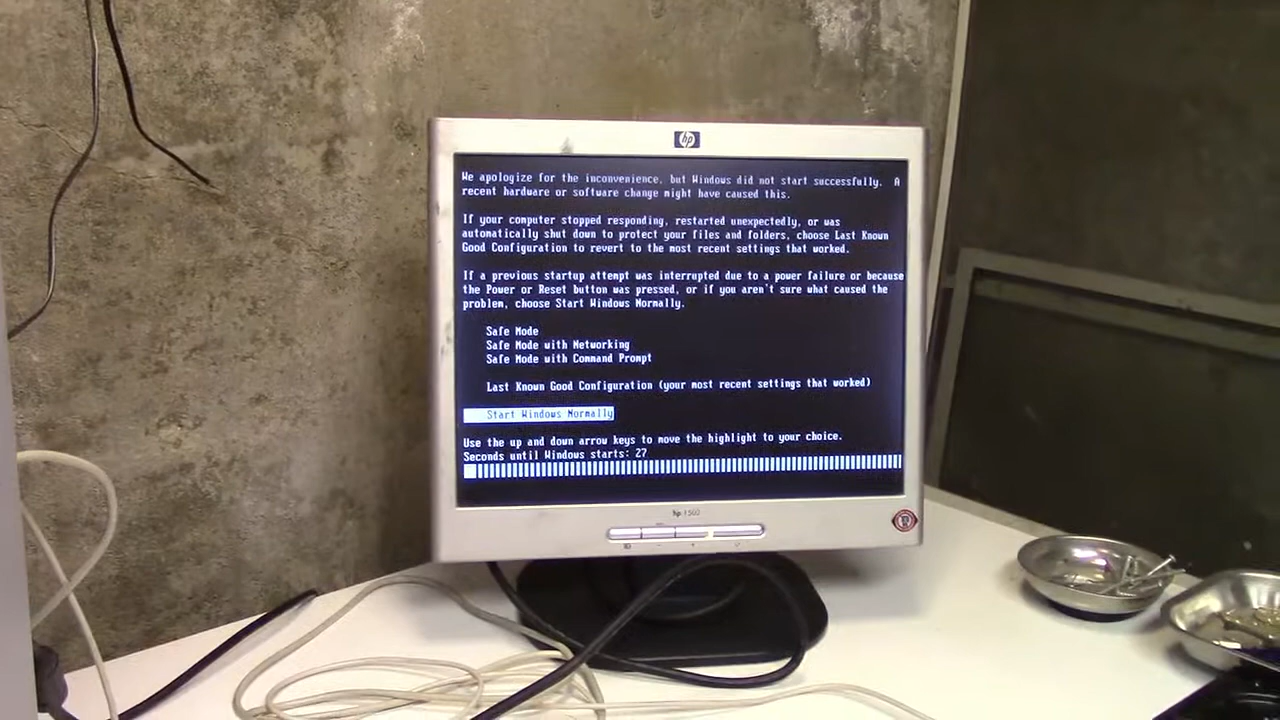 hp
We apologize for the inconvenience, but Windows did not start successfully. A
recent hardware or software change might have caused this.
If your computer stopped responding, restarted unexpectedly, or was
automatically shut down to protect your files and folders, choose Last Known
Good Configuration to revert to the most recent settings that worked.
If a previous startup attempt was interrupted due to a power failure or because
the Power or Reset button was pressed, or if you aren't sure what caused the
problem, choose Start Windows Normally.
Safe Mode
Safe Mode with Networking
Safe Mode with Command Prompt
Last Known Good Configuration (your most recent settings that worked)
Start Windows Normally
Use the up and down arrow keys to move the highlight to your choice.
Seconds until Windows starts: 27
hp